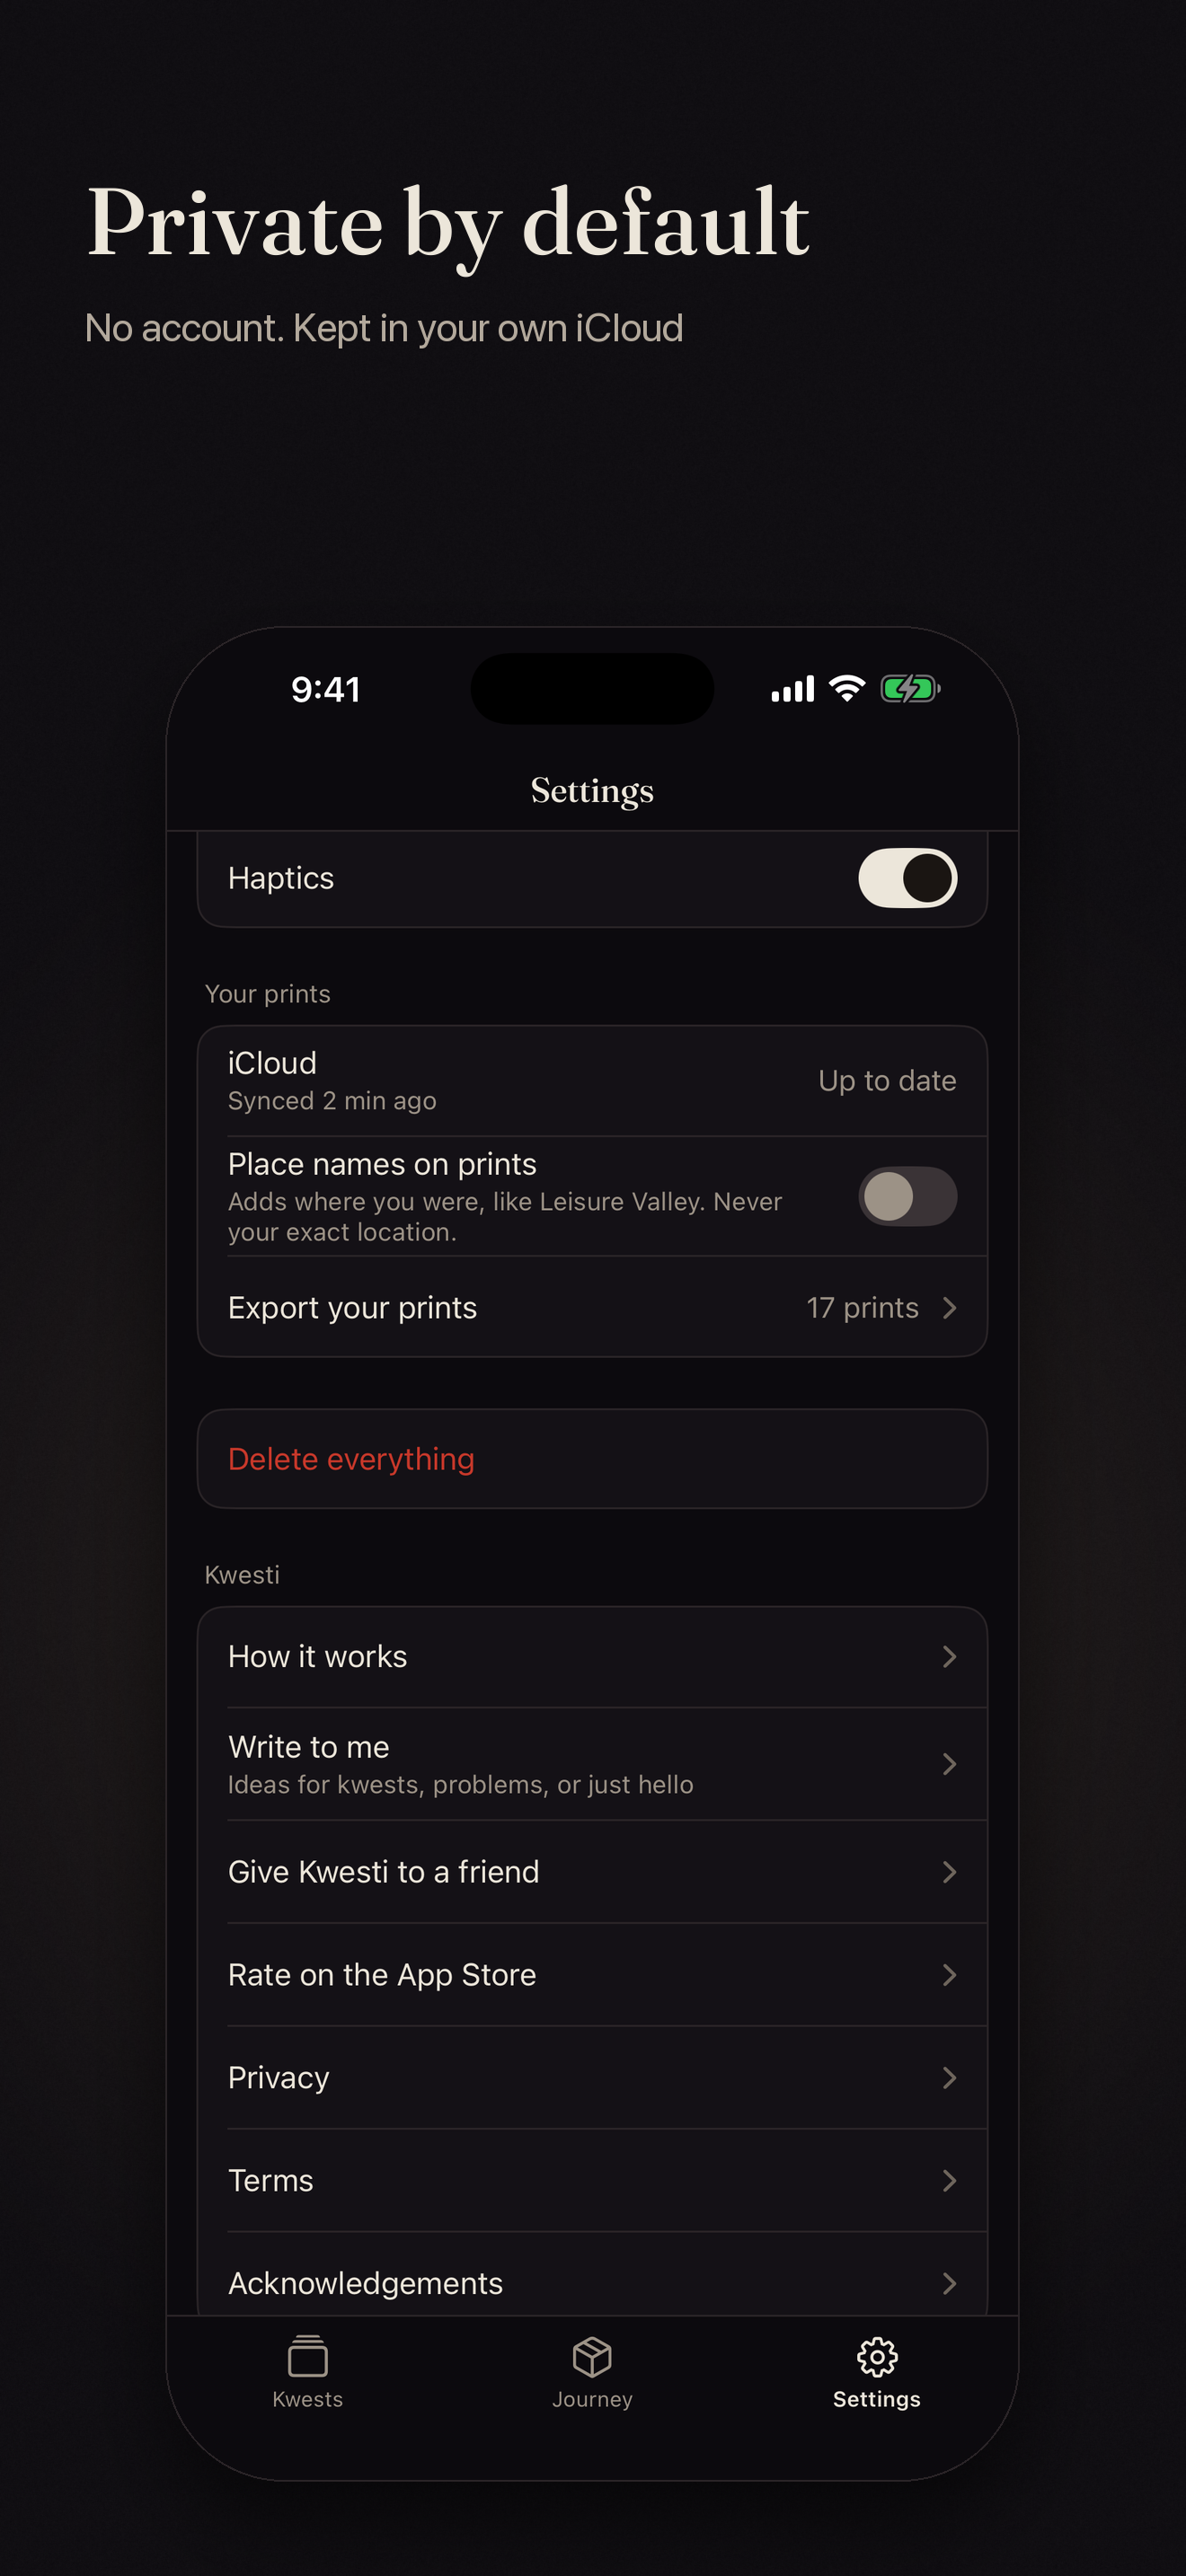 Private by default
No account. Kept in your own iCloud
9:41
Settings
Haptics
Your prints
iCloud
Synced 2 min ago
Up to date
Place names on prints
Adds where you were, like Leisure Valley. Never
your exact location.
Export your prints
17 prints
Delete everything
Kwesti
How it works
Write to me
Ideas for kwests, problems, or just hello
Give Kwesti to a friend
Rate on the App Store
Privacy
Terms
Acknowledgements
Kwests
Journey
Settings